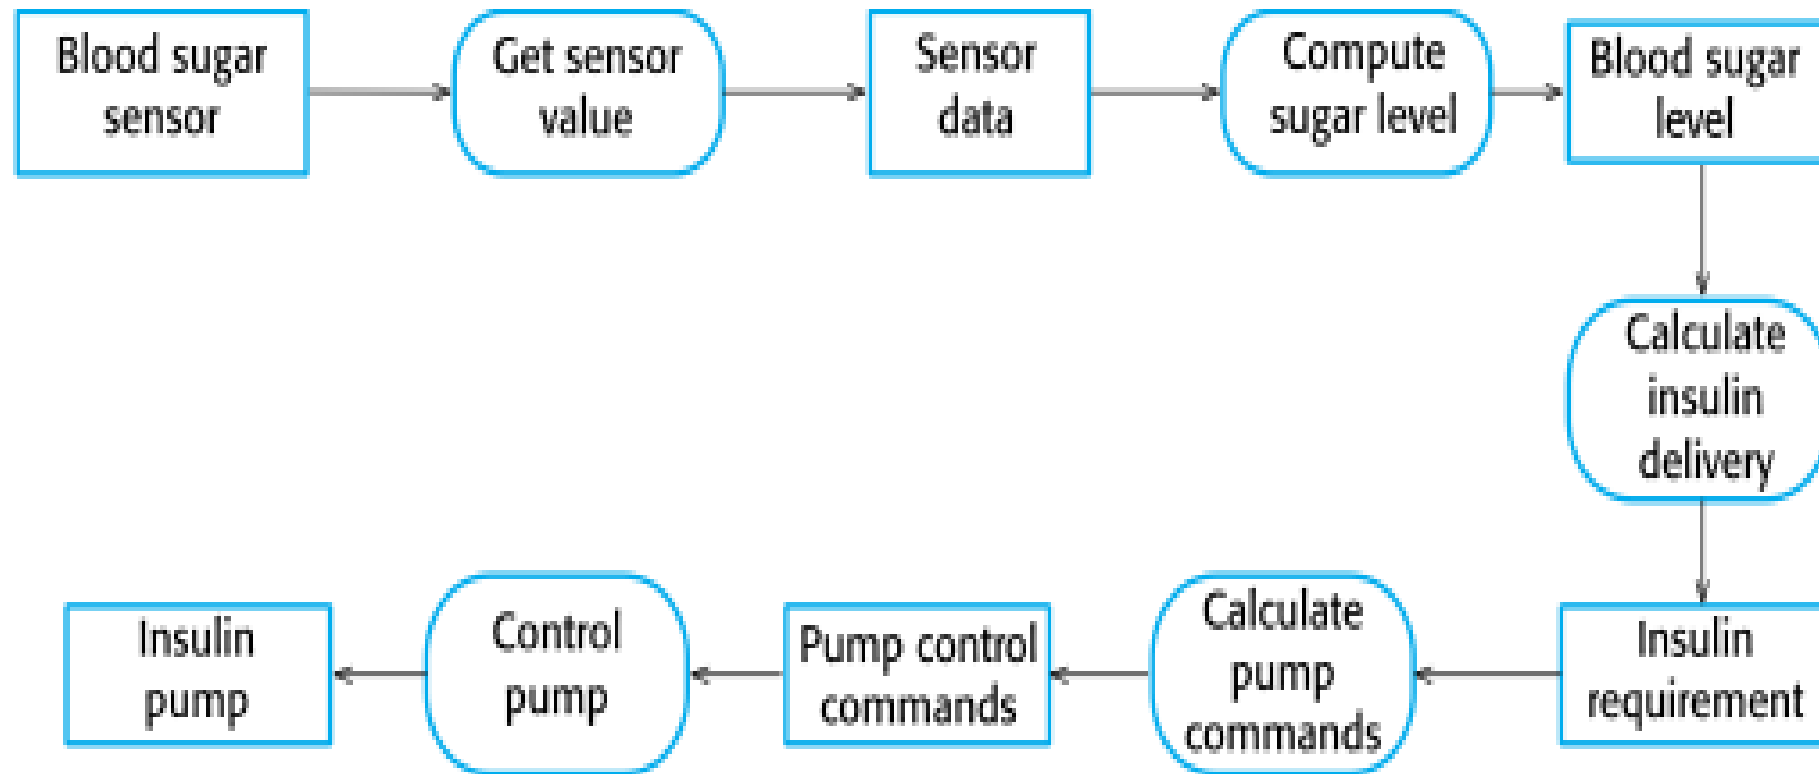 Blood sugar
sensor
Get sensor
value
Sensor
data
Compute
sugar level
Blood sugar
level
Calculate
insulin
delivery
Insulin
requirement
Calculate
pump
commands
Pump control
commands
Control
pump
Insulin
pump